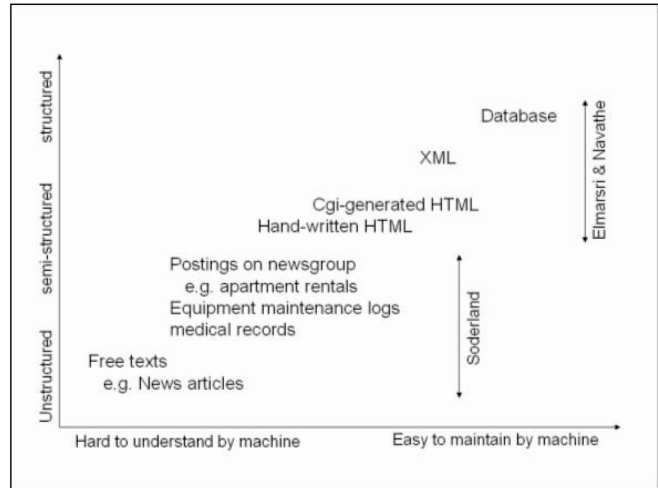 structured
semi-structured
Unstructured
Database
XML
Cgi-generated HTML
Hand-written HTML
Postings on newsgroup
e.g. apartment rentals
Equipment maintenance logs
medical records
Free texts
e.g. News articles
Elmarsri & Navathe
Soderland
Hard to understand by machine
Easy to maintain by machine